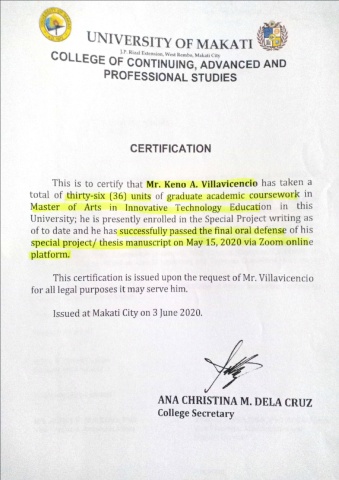 UNIVERSITY OF MAKATI
J.P. Rizal Extension, West Rembo, Makati City
COLLEGE OF CONTINUING, ADVANCED AND
PROFESSIONAL STUDIES
CERTIFICATION
This is to certify that Mr. Keno A. Villavicencio has taken a
total of thirty-six (36) units of graduate academic coursework in
Master of Arts in Innovative Technology Education in this
University; he is presently enrolled in the Special Project writing as
of to date and he has successfully passed the final oral defense of his
special project/ thesis manuscript on May 15, 2020 via Zoom online
platform.
This certification is issued upon the request of Mr. Villavicencio
for all legal purposes it may serve him.
Issued at Makati City on 3 June 2020.
ANA CHRISTINA M. DELA CRUZ
College Secretary